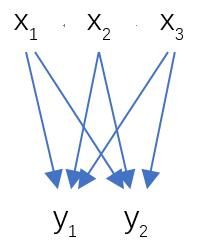 x₁ x₂ x₃
y₁ y₂